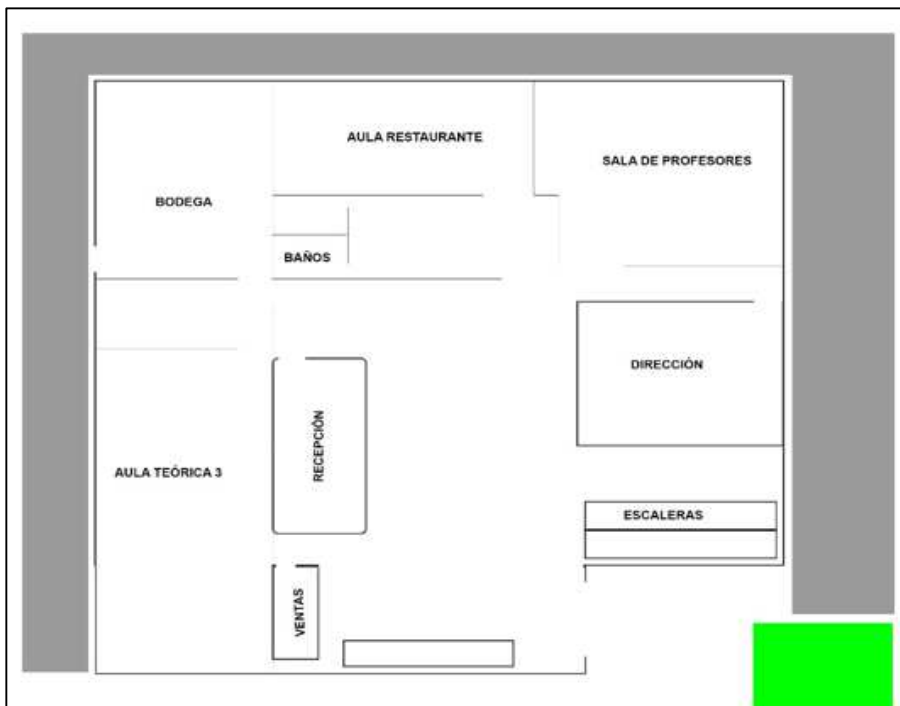 AULA RESTAURANTE
SALA DE PROFESORES
BODEGA
BAÑOS
DIRECCIÓN
RECEPCIÓN
AULA TEÓRICA 3
ESCALERAS
VENTAS